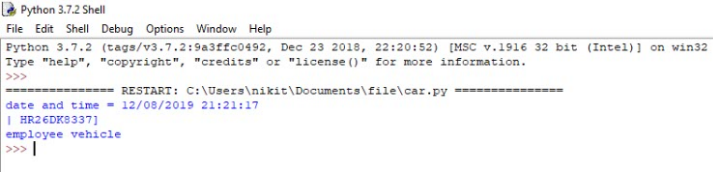 Python 3.7.2 Shell
File Edit Shell Debug Options Window Help
Python 3.7.2 (tags/v3.7.2:9a3ffc0492, Dec 23 2018, 22:20:52) [MSC v.1916 32 bit (Intel)] on win32
Type "help", "copyright", "credits" or "license()" for more information.
>>>
=============== RESTART: C:\Users\nikit\Documents\file\car.py ===============
date and time = 12/08/2019 21:21:17
| HR26DK8337]
employee vehicle
>>>